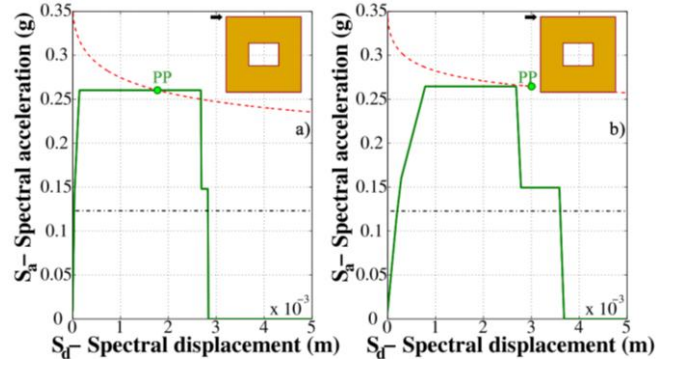 0.35
0.3
0.25
0.2
0.15
0.1
0.05
0
Sa– Spectral acceleration (g)
PP
a)
x 10-3
0 1 2 3 4 5
Sd– Spectral displacement (m)
0.35
0.3
0.25
0.2
0.15
0.1
0.05
0
Sa– Spectral acceleration (g)
PP
b)
x 10-3
0 1 2 3 4 5
Sd– Spectral displacement (m)